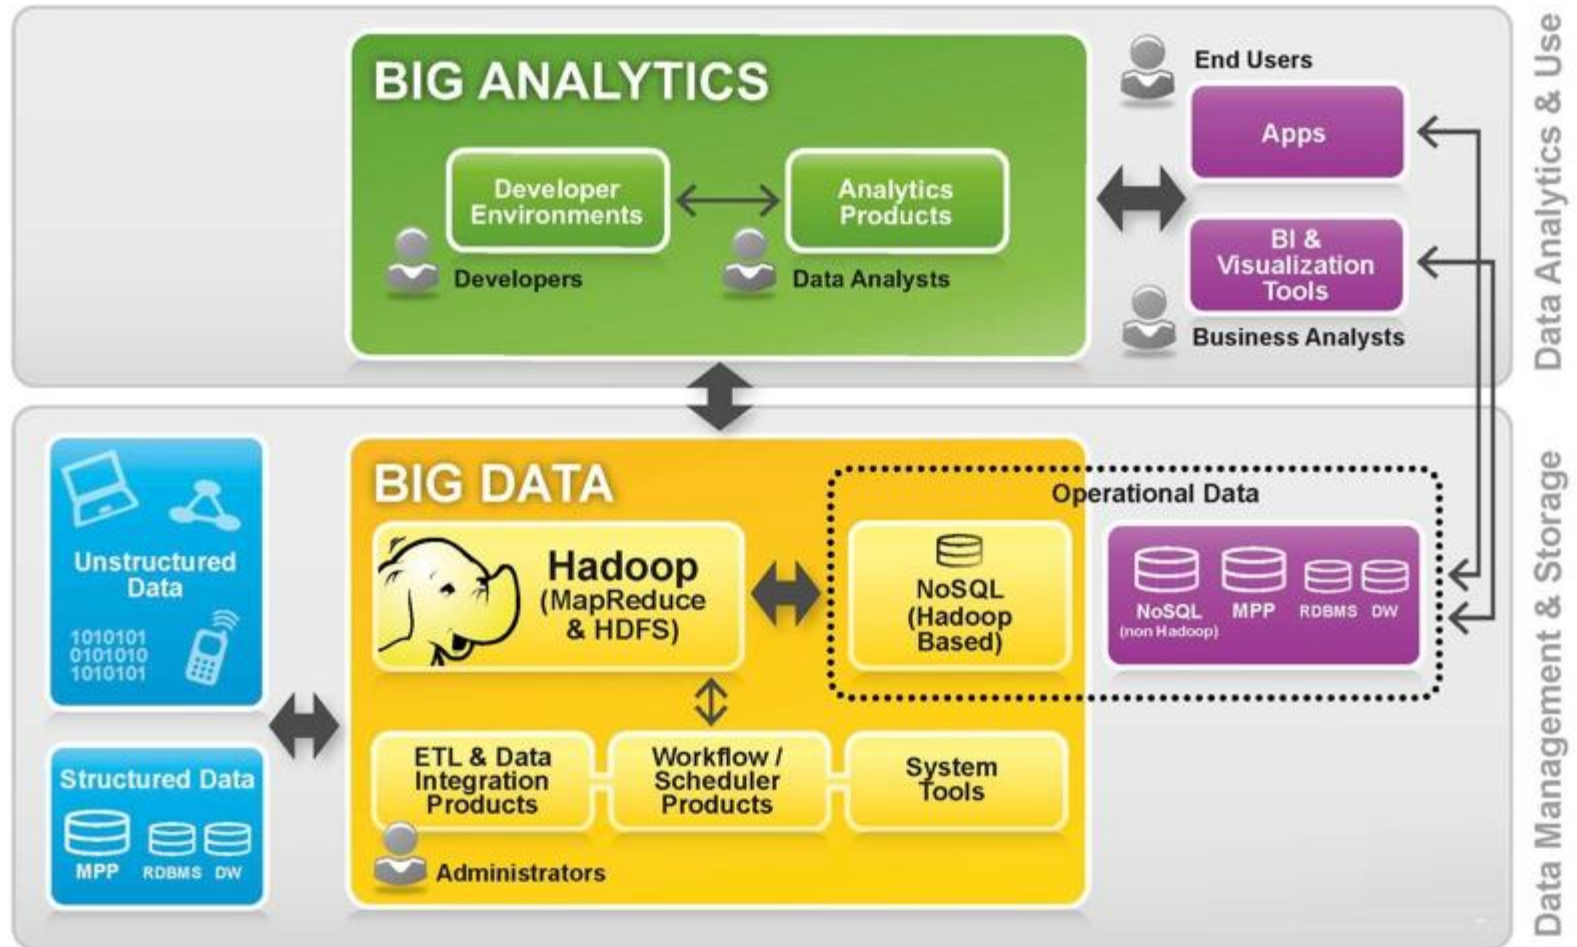 BIG ANALYTICS
Developer
Environments
Developers
Analytics
Products
Data Analysts
End Users
Apps
BI &
Visualization
Tools
Business Analysts
Data Analytics & Use
Unstructured
Data
1010101
0101010
1010101
Structured Data
MPP RDBMS DW
BIG DATA
Hadoop
(MapReduce
& HDFS)
Operational Data
NoSQL
(Hadoop
Based)
NoSQL MPP RDBMS DW
(non Hadoop)
ETL & Data
Integration
Products
Workflow /
Scheduler
Products
System
Tools
Administrators
Data Management & Storage